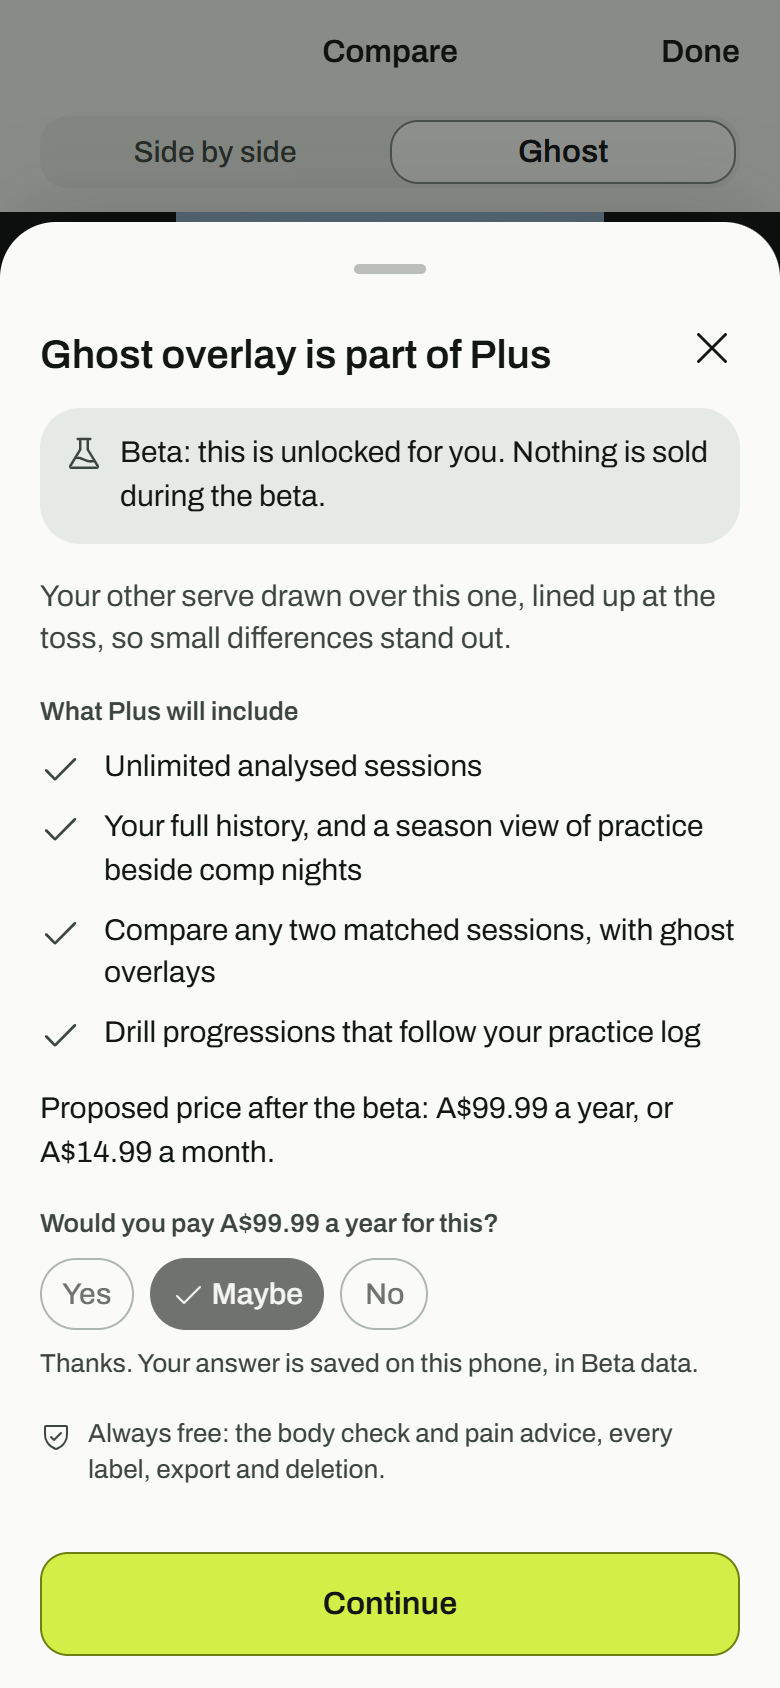 Compare
Done
Side by side
Ghost
Ghost overlay is part of Plus
Beta: this is unlocked for you. Nothing is sold
during the beta.
Your other serve drawn over this one, lined up at the
toss, so small differences stand out.
What Plus will include
Unlimited analysed sessions
Your full history, and a season view of practice
beside comp nights
Compare any two matched sessions, with ghost
overlays
Drill progressions that follow your practice log
Proposed price after the beta: A$99.99 a year, or
A$14.99 a month.
Would you pay A$99.99 a year for this?
Yes
Maybe
No
Thanks. Your answer is saved on this phone, in Beta data.
Always free: the body check and pain advice, every
label, export and deletion.
Continue